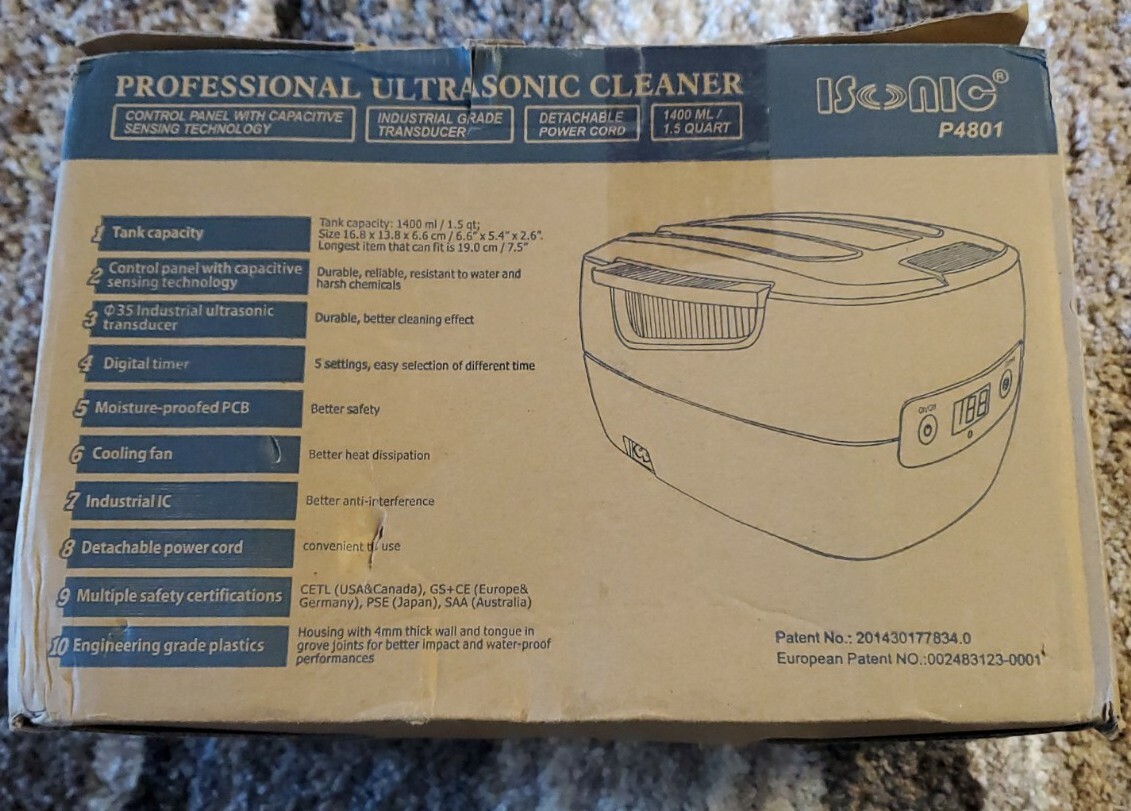 PROFESSIONAL ULTRASONIC CLEANER
ISONIC®
P4801
CONTROL PANEL WITH CAPACITIVE
SENSING TECHNOLOGY
INDUSTRIAL GRADE
TRANSDUCER
DETACHABLE
POWER CORD
1400 ML /
1.5 QUART
1 Tank capacity
Tank capacity: 1400 ml / 1.5 qt;
Size 16.8 x 13.8 x 6.6 cm / 6.6" x 5.4" x 2.6".
Longest item that can fit is 19.0 cm / 7.5"
2 Control panel with capacitive
sensing technology
Durable, reliable, resistant to water and
harsh chemicals
3 Φ35 Industrial ultrasonic
transducer
Durable, better cleaning effect
4 Digital timer
5 settings, easy selection of different time
5 Moisture-proofed PCB
Better safety
6 Cooling fan
Better heat dissipation
7 Industrial IC
Better anti-interference
8 Detachable power cord
convenient to use
9 Multiple safety certifications
CETL (USA&Canada), GS+CE (Europe&
Germany), PSE (Japan), SAA (Australia)
10 Engineering grade plastics
Housing with 4mm thick wall and tongue in
grove joints for better impact and water-proof
performances
On/Off
188
Patent No.: 201430177834.0
European Patent NO.:002483123-0001